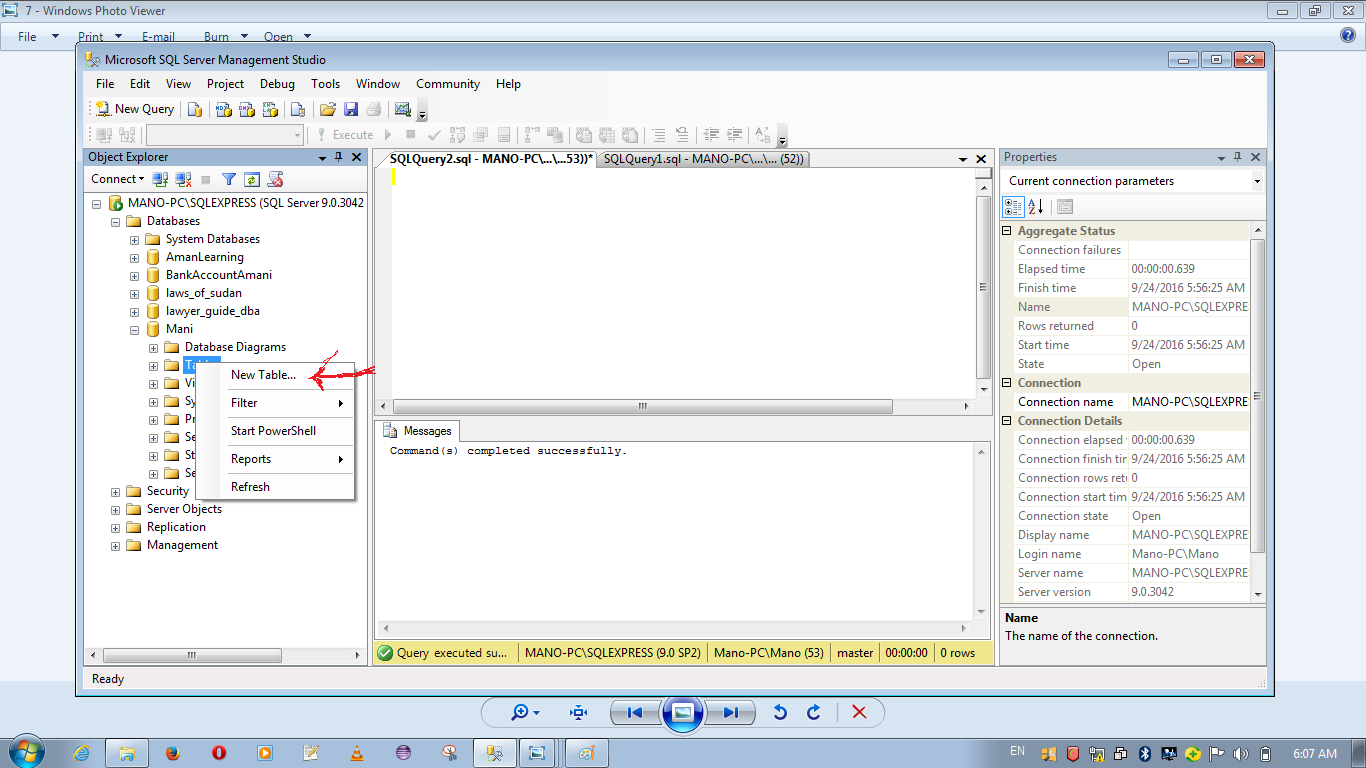 7 - Windows Photo Viewer
File Print E-mail Burn Open
Microsoft SQL Server Management Studio
File Edit View Project Debug Tools Window Community Help
New Query
Execute
Object Explorer
Connect
MANO-PC\SQLEXPRESS (SQL Server 9.0.3042
Databases
System Databases
AmanLearning
BankAccountAmani
laws_of_sudan
lawyer_guide_dba
Mani
Database Diagrams
Vi
Sy
Pr
Se
St
Se
Security
Server Objects
Replication
Management
New Table...
Filter
Start PowerShell
Reports
Refresh
SQLQuery2.sql - MANO-PC\...\...53))* SQLQuery1.sql - MANO-PC\...\... (52))
Messages
Command(s) completed successfully.
Query executed su... MANO-PC\SQLEXPRESS (9.0 SP2) Mano-PC\Mano (53) master 00:00:00 0 rows
Properties
Current connection parameters
Aggregate Status
Connection failures
Elapsed time 00:00:00.639
Finish time 9/24/2016 5:56:25 AM
Name MANO-PC\SQLEXPRE
Rows returned 0
Start time 9/24/2016 5:56:25 AM
State Open
Connection
Connection name MANO-PC\SQLEXPRE
Connection Details
Connection elapsed 00:00:00.639
Connection finish tin 9/24/2016 5:56:25 AM
Connection rows retu 0
Connection start tim 9/24/2016 5:56:25 AM
Connection state Open
Display name MANO-PC\SQLEXPRE
Login name Mano-PC\Mano
Server name MANO-PC\SQLEXPRE
Server version 9.0.3042
Name
The name of the connection.
Ready
EN 6:07 AM